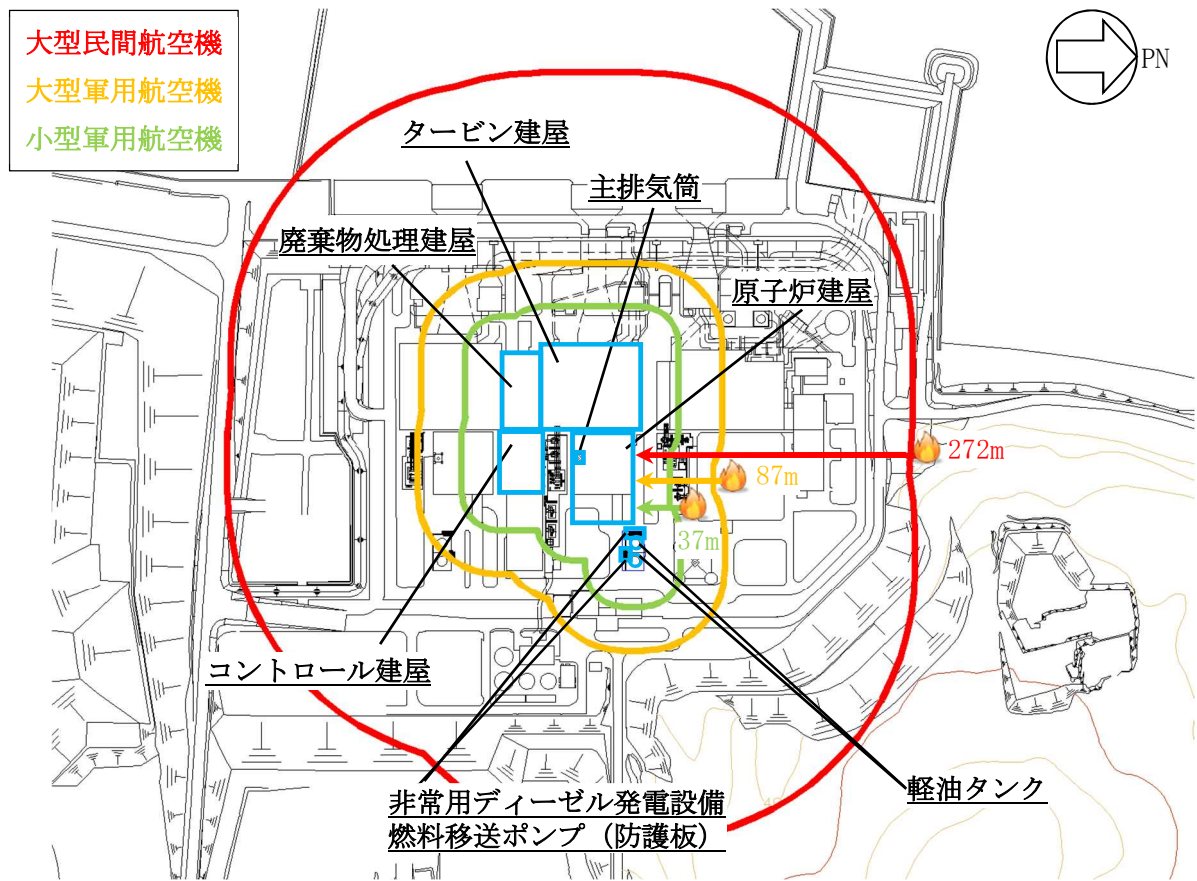 大型民間航空機
大型軍用航空機
小型軍用航空機
PN
タービン建屋
主排気筒
廃棄物処理建屋
原子炉建屋
272m
87m
37m
コントロール建屋
非常用ディーゼル発電設備
燃料移送ポンプ（防護板）
軽油タンク